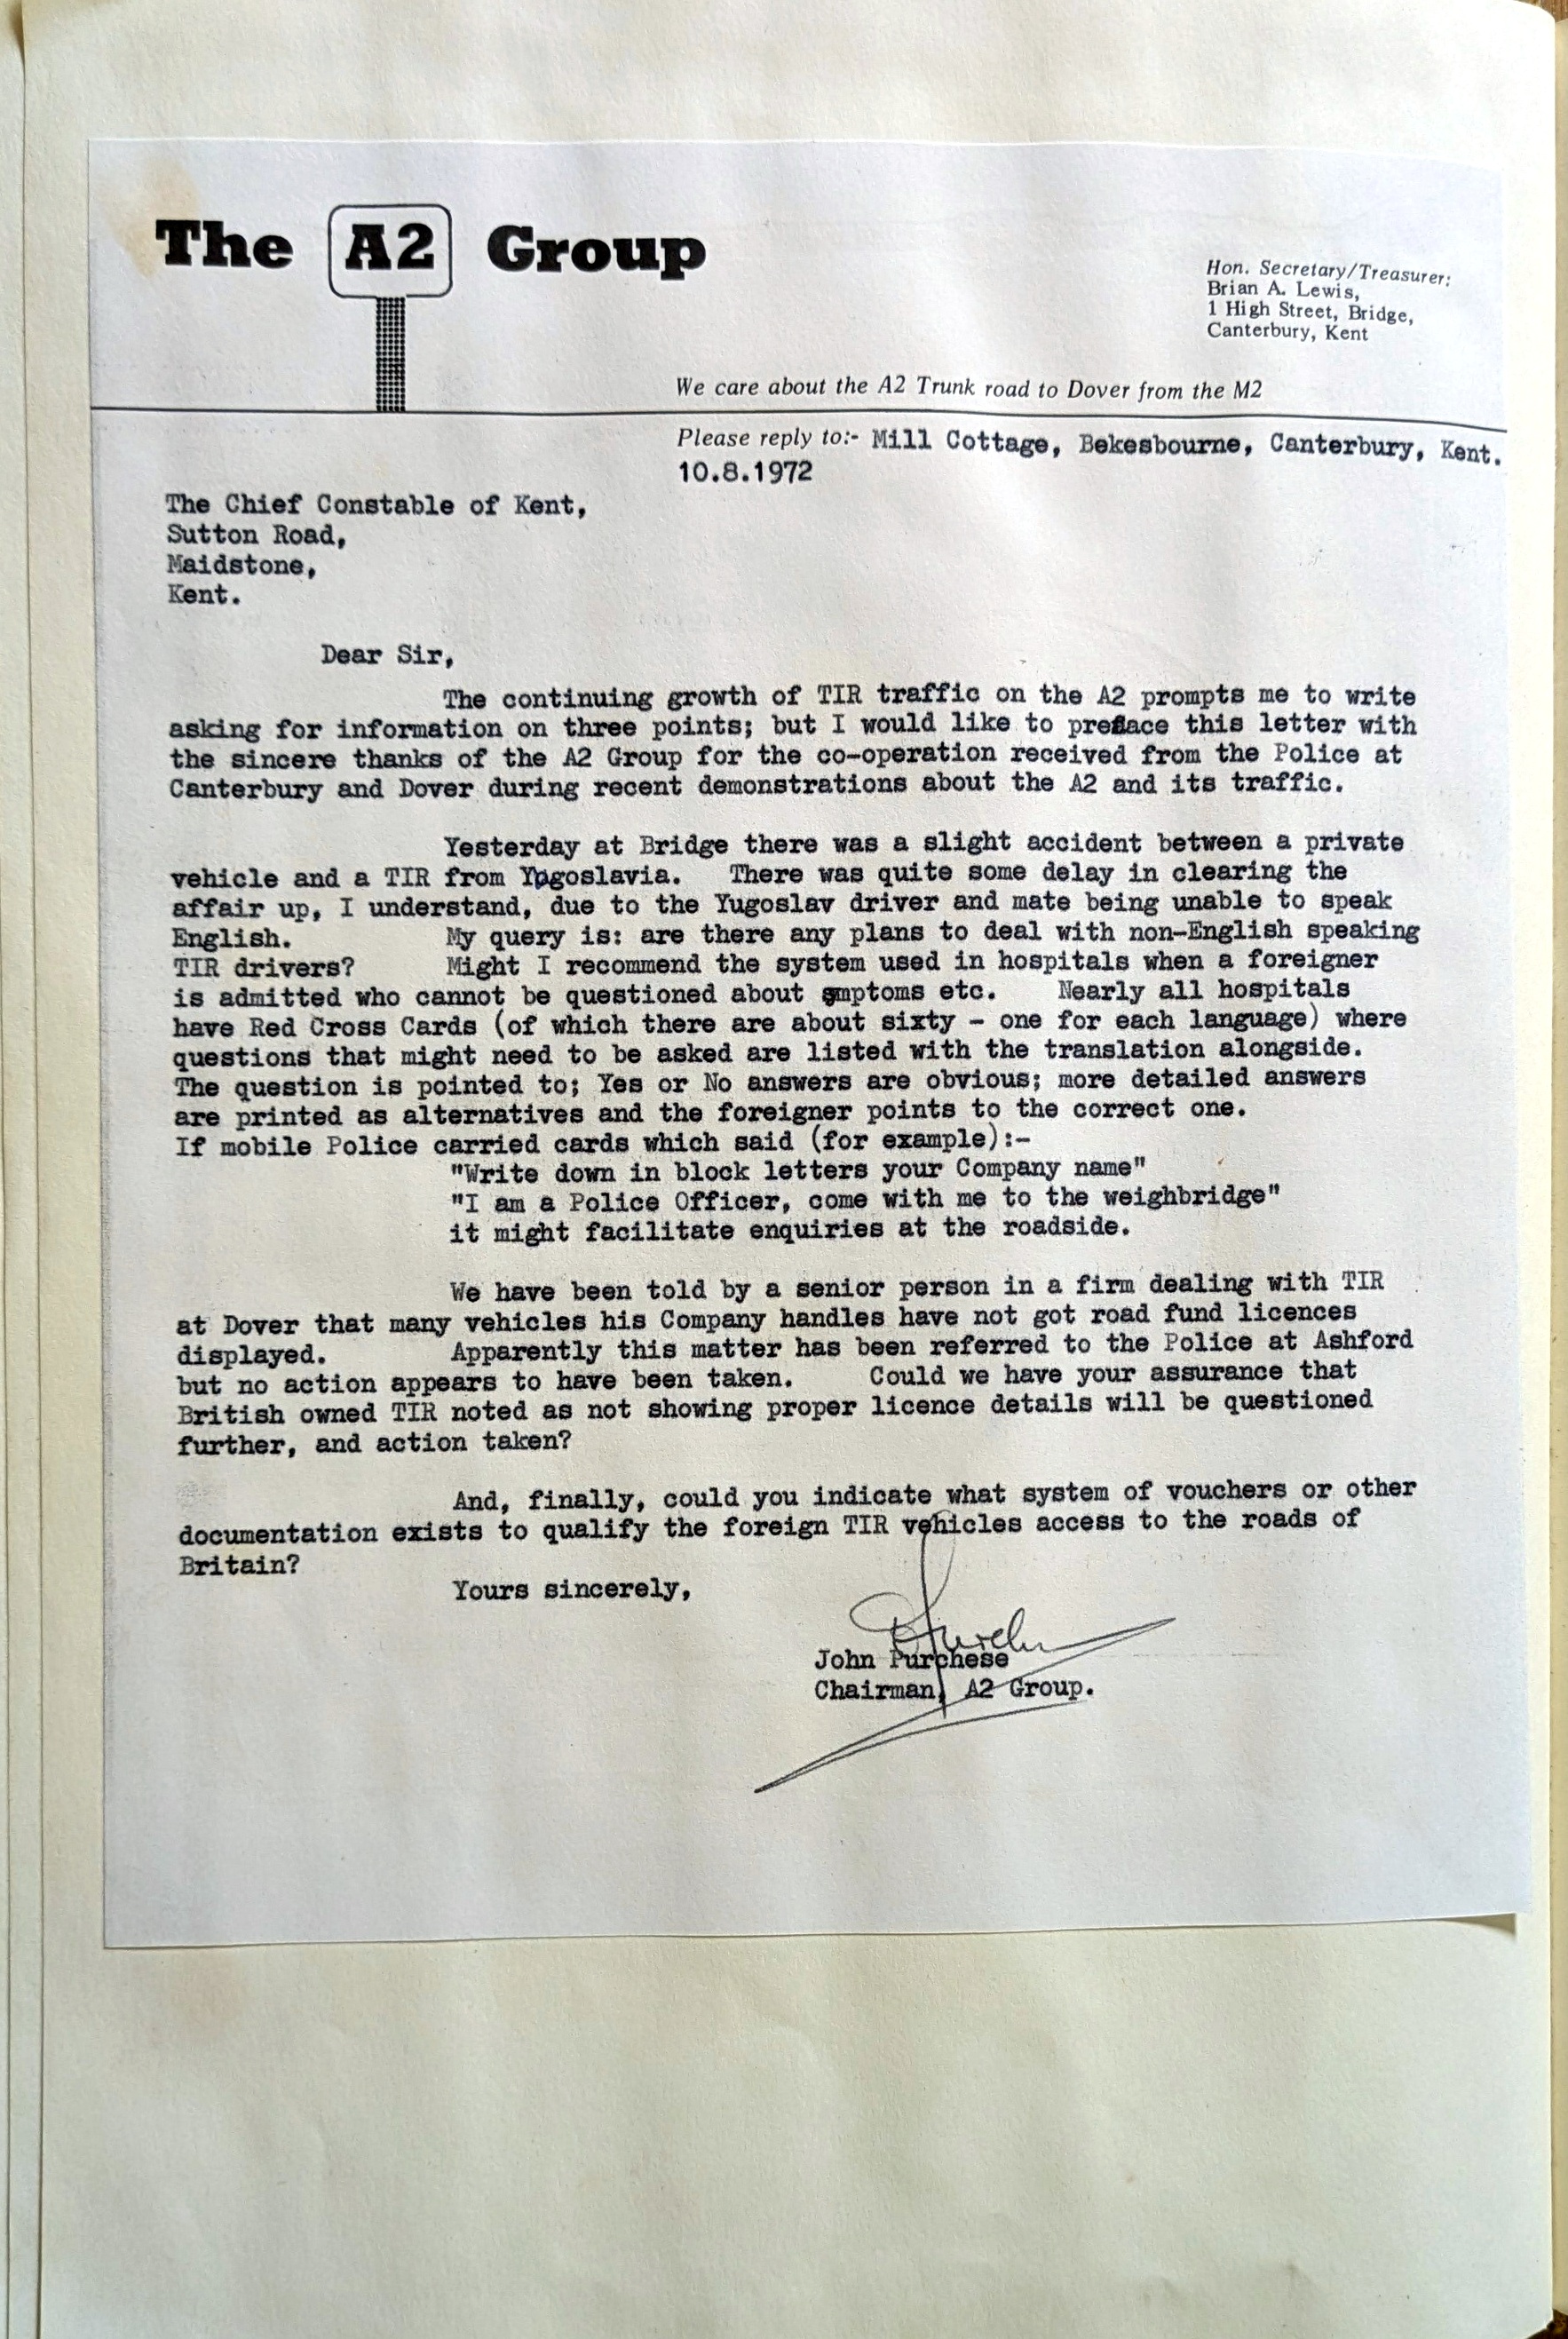 The A2 Group
Hon. Secretary/Treasurer:
Brian A. Lewis,
1 High Street, Bridge,
Canterbury, Kent
We care about the A2 Trunk road to Dover from the M2
Please reply to:- Mill Cottage, Bekesbourne, Canterbury, Kent.
10.8.1972
The Chief Constable of Kent,
Sutton Road,
Maidstone,
Kent.
Dear Sir,
The continuing growth of TIR traffic on the A2 prompts me to write
asking for information on three points; but I would like to preface this letter with
the sincere thanks of the A2 Group for the co-operation received from the Police at
Canterbury and Dover during recent demonstrations about the A2 and its traffic.
Yesterday at Bridge there was a slight accident between a private
vehicle and a TIR from Yugoslavia. There was quite some delay in clearing the
affair up, I understand, due to the Yugoslav driver and mate being unable to speak
English. My query is: are there any plans to deal with non-English speaking
TIR drivers? Might I recommend the system used in hospitals when a foreigner
is admitted who cannot be questioned about smptoms etc. Nearly all hospitals
have Red Cross Cards (of which there are about sixty - one for each language) where
questions that might need to be asked are listed with the translation alongside.
The question is pointed to; Yes or No answers are obvious; more detailed answers
are printed as alternatives and the foreigner points to the correct one.
If mobile Police carried cards which said (for example):-
"Write down in block letters your Company name"
"I am a Police Officer, come with me to the weighbridge"
it might facilitate enquiries at the roadside.
We have been told by a senior person in a firm dealing with TIR
at Dover that many vehicles his Company handles have not got road fund licences
displayed. Apparently this matter has been referred to the Police at Ashford
but no action appears to have been taken. Could we have your assurance that
British owned TIR noted as not showing proper licence details will be questioned
further, and action taken?
And, finally, could you indicate what system of vouchers or other
documentation exists to qualify the foreign TIR vehicles access to the roads of
Britain?
Yours sincerely,
John Purchese
Chairman, A2 Group.